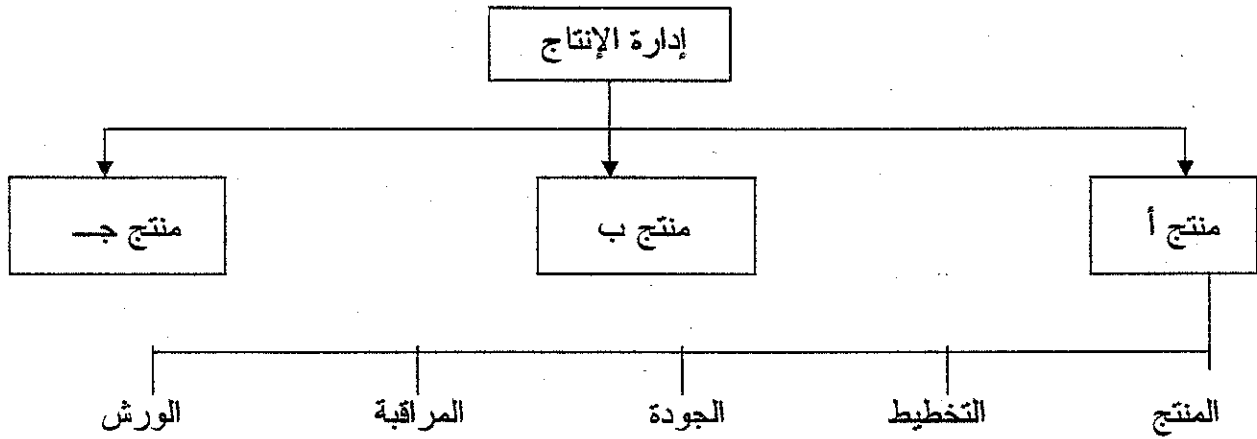 إدارة الإنتاج
منتج أ
منتج ب
منتج جـ
المنتج
التخطيط
الجودة
المراقبة
الورش